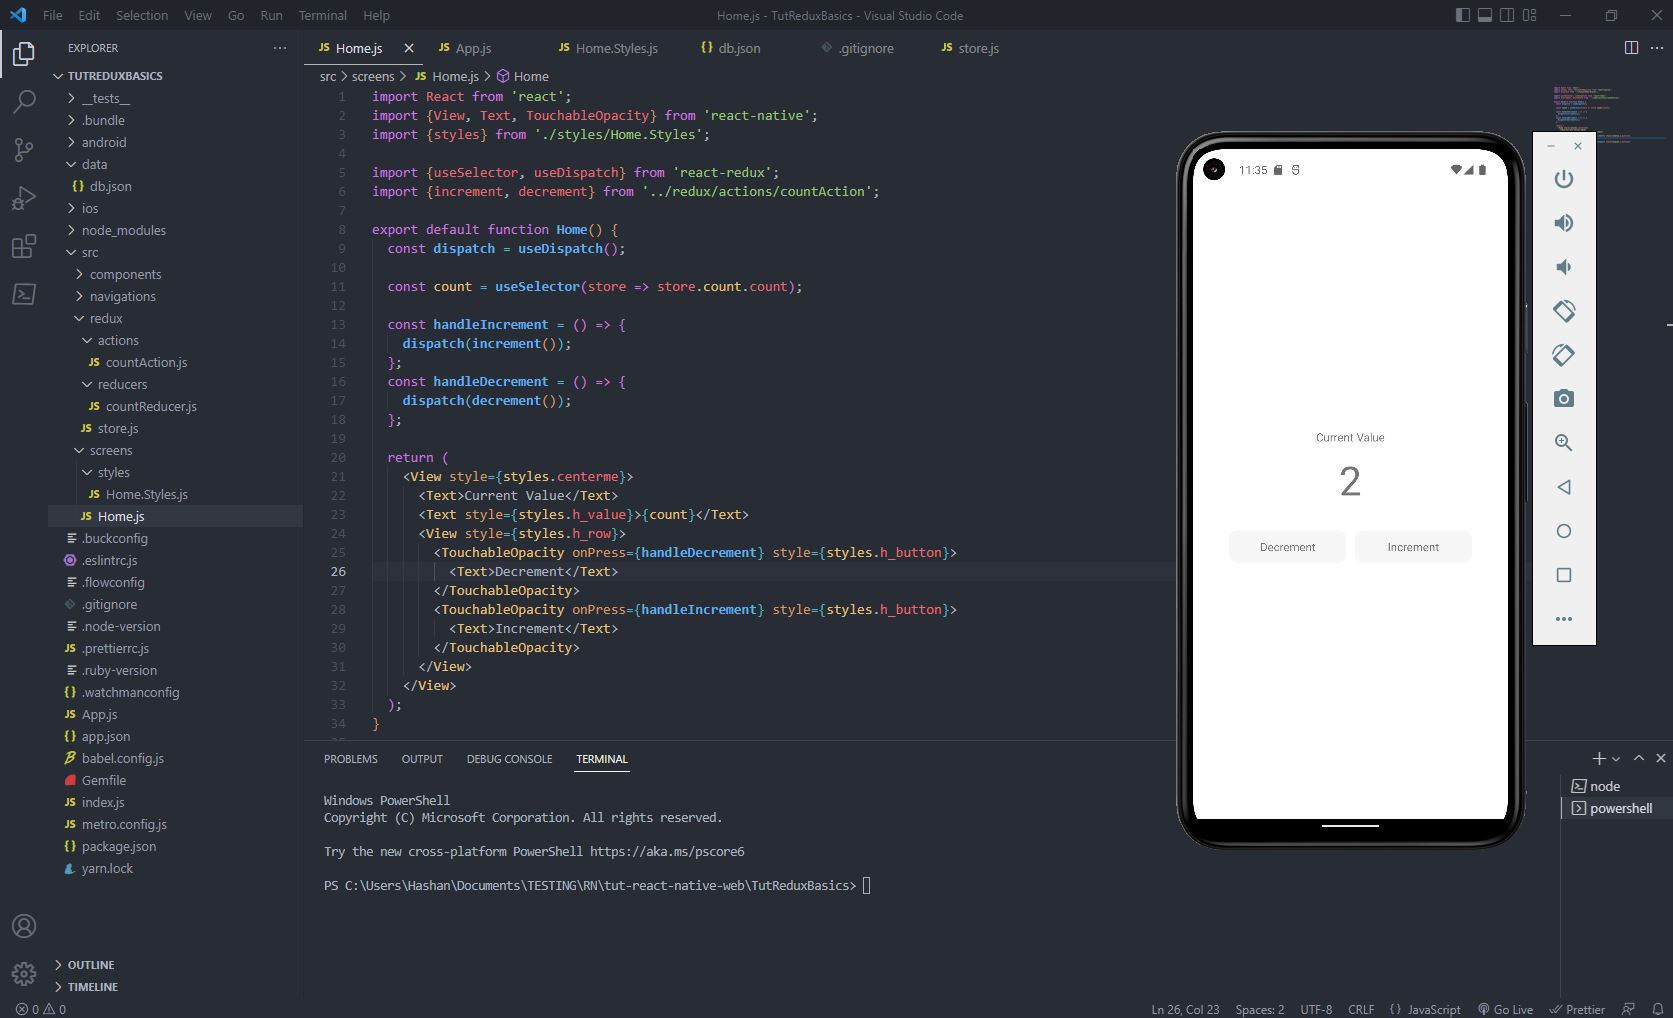 File Edit Selection View Go Run Terminal Help
Home.js - TutReduxBasics - Visual Studio Code
EXPLORER
TUTREDUXBASICS
__tests__
.bundle
android
data
{} db.json
ios
node_modules
src
components
navigations
redux
actions
JS countAction.js
reducers
JS countReducer.js
JS store.js
screens
styles
JS Home.Styles.js
JS Home.js
.buckconfig
.eslintrc.js
.flowconfig
.gitignore
.node-version
JS .prettierrc.js
.ruby-version
{} .watchmanconfig
JS App.js
{} app.json
babel.config.js
Gemfile
JS index.js
JS metro.config.js
{} package.json
yarn.lock
OUTLINE
TIMELINE
JS Home.js JS App.js JS Home.Styles.js {} db.json .gitignore JS store.js
src > screens > JS Home.js > Home
1 import React from 'react';
2 import {View, Text, TouchableOpacity} from 'react-native';
3 import {styles} from './styles/Home.Styles';
4
5 import {useSelector, useDispatch} from 'react-redux';
6 import {increment, decrement} from '../redux/actions/countAction';
7
8 export default function Home() {
9 const dispatch = useDispatch();
10
11 const count = useSelector(store => store.count.count);
12
13 const handleIncrement = () => {
14 dispatch(increment());
15 };
16 const handleDecrement = () => {
17 dispatch(decrement());
18 };
19
20 return (
21 <View style={styles.centerme}>
22 <Text>Current Value</Text>
23 <Text style={styles.h_value}>{count}</Text>
24 <View style={styles.h_row}>
25 <TouchableOpacity onPress={handleDecrement} style={styles.h_button}>
26 <Text>Decrement</Text>
27 </TouchableOpacity>
28 <TouchableOpacity onPress={handleIncrement} style={styles.h_button}>
29 <Text>Increment</Text>
30 </TouchableOpacity>
31 </View>
32 </View>
33 );
34 }
11:35
Current Value
2
Decrement Increment
PROBLEMS OUTPUT DEBUG CONSOLE TERMINAL
Windows PowerShell
Copyright (C) Microsoft Corporation. All rights reserved.
Try the new cross-platform PowerShell https://aka.ms/pscore6
PS C:\Users\Hashan\Documents\TESTING\RN\tut-react-native-web\TutReduxBasics>
node
powershell
0 0
Ln 26, Col 23 Spaces: 2 UTF-8 CRLF {} JavaScript Go Live Prettier